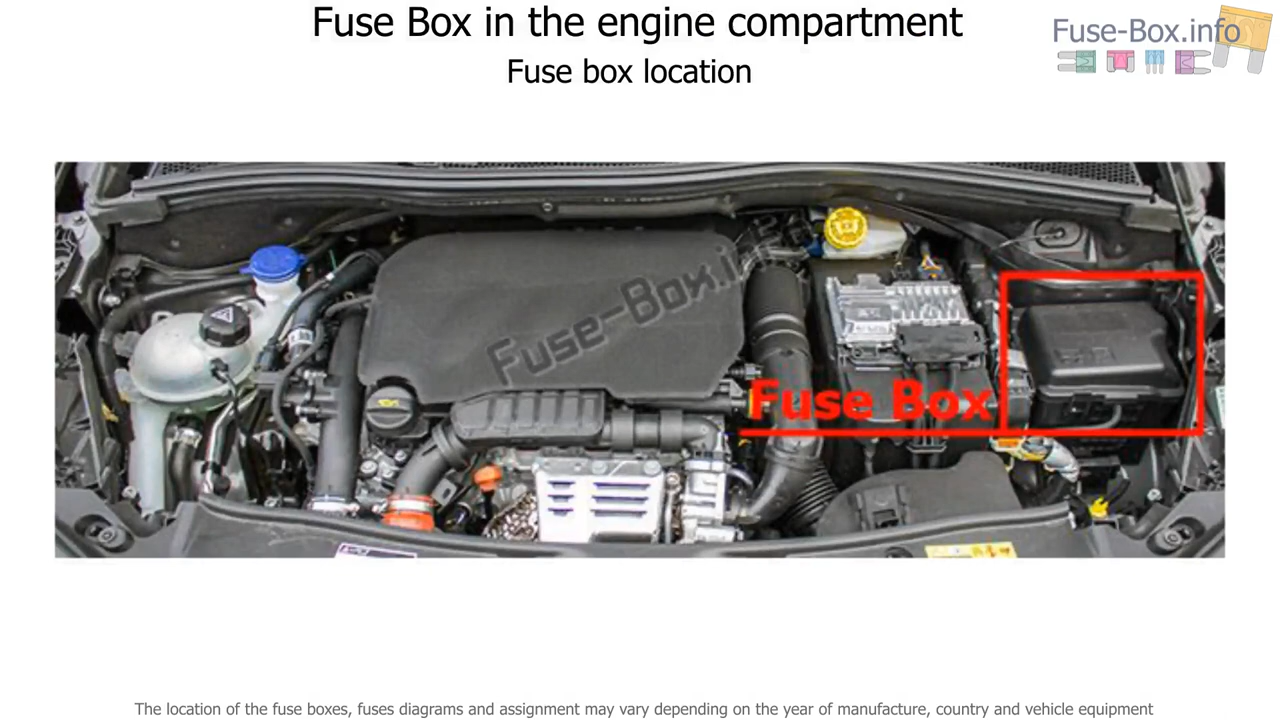 Fuse Box in the engine compartment
Fuse-Box.info
Fuse box location
Fuse-Box.i
Fuse Box
The location of the fuse boxes, fuses diagrams and assignment may vary depending on the year of manufacture, country and vehicle equipment